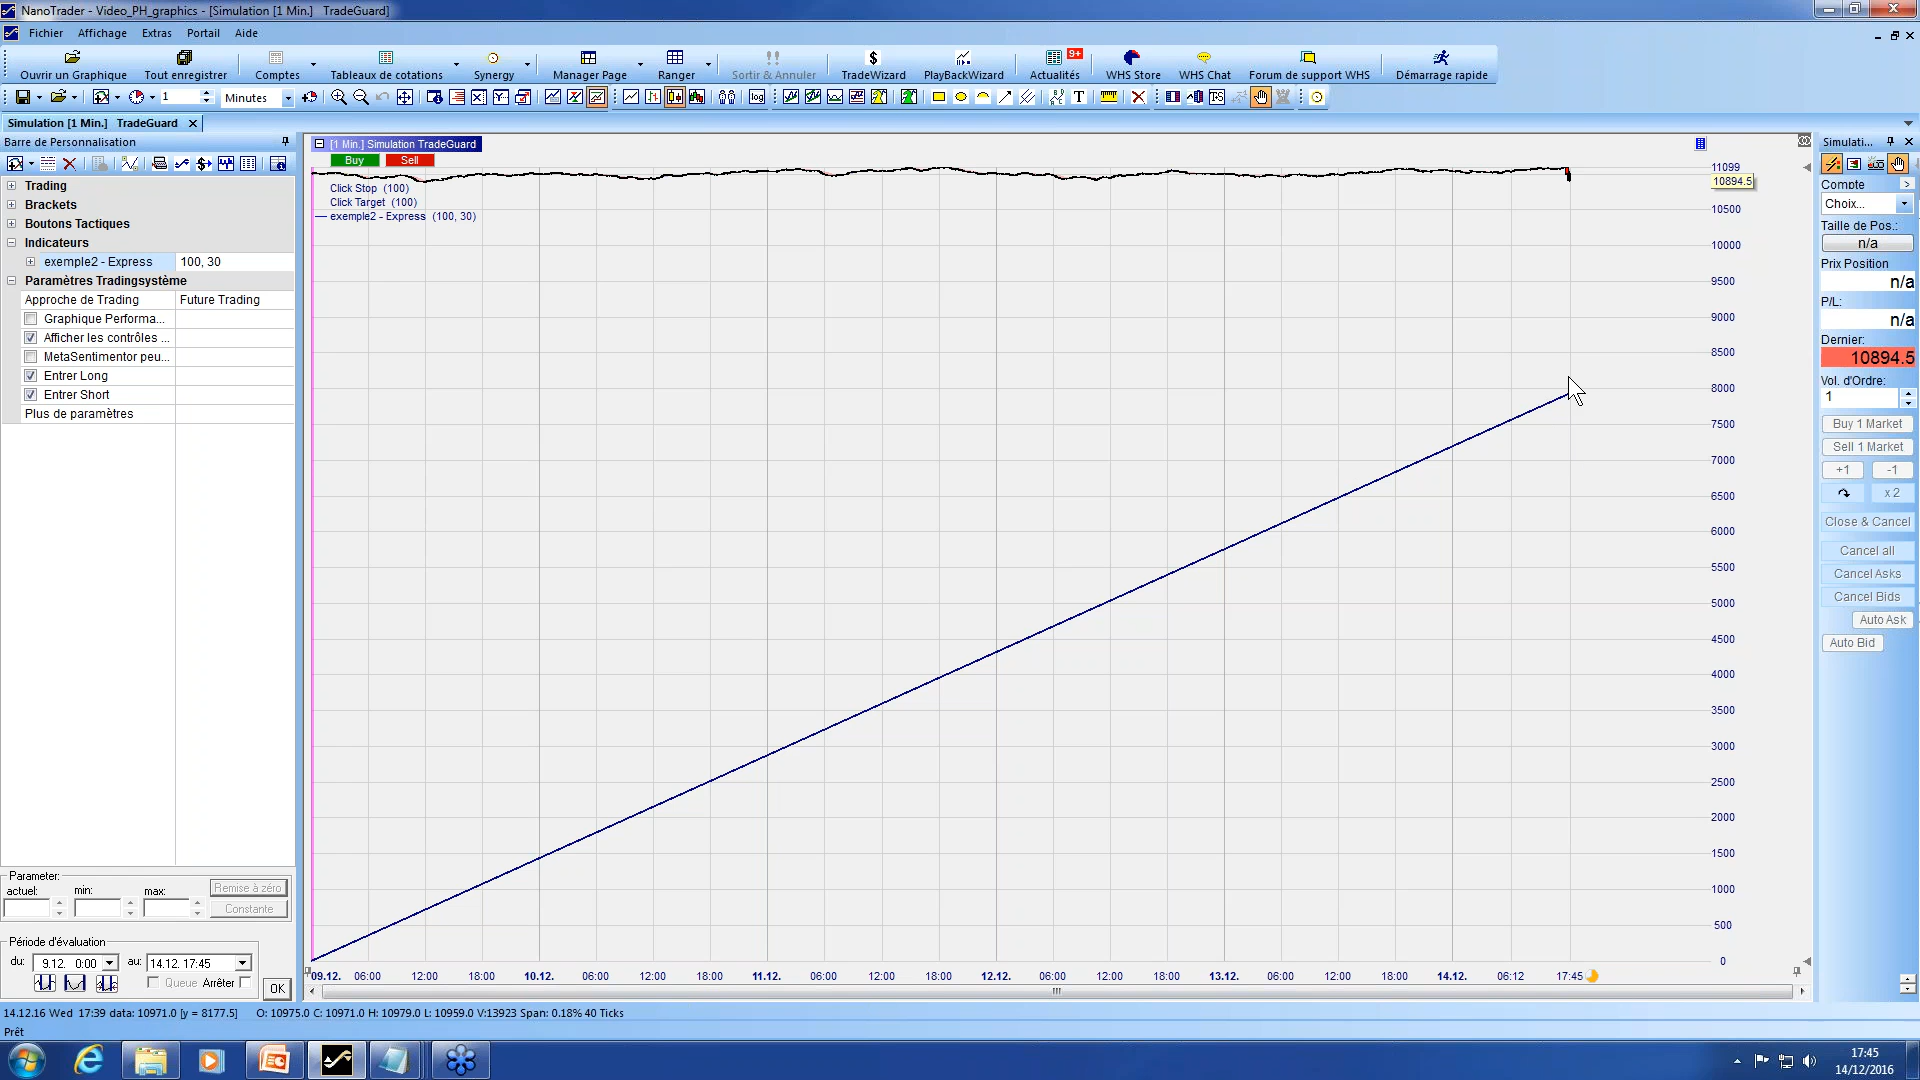 NanoTrader - Video_PH_graphics - [Simulation [1 Min.]   TradeGuard]
Fichier Affichage Extras Portail Aide
Ouvrir un Graphique Tout enregistrer Comptes Tableaux de cotations Synergy Manager Page Ranger Sortir & Annuler TradeWizard PlayBackWizard 9+ Actualités WHS Store WHS Chat Forum de support WHS Démarrage rapide
1 Minutes log T
Simulation [1 Min.]   TradeGuard
Barre de Personnalisation
Trading
Brackets
Boutons Tactiques
Indicateurs
exemple2 - Express 100, 30
Paramètres Tradingsystème
Approche de Trading Future Trading
Graphique Performa...
Afficher les contrôles ...
MetaSentimentor peu...
Entrer Long
Entrer Short
Plus de paramètres
Parameter:
actuel: min: max: Remise à zéro
Constante
Période d'évaluation
du: 9.12. 0:00 au: 14.12. 17:45
Queue Arrêter OK
[1 Min.] Simulation TradeGuard
Buy Sell
Click Stop (100)
Click Target (100)
exemple2 - Express (100, 30)
11099
10894.5
10500
10000
9500
9000
8500
8000
7500
7000
6500
6000
5500
5000
4500
4000
3500
3000
2500
2000
1500
1000
500
0
09.12. 06:00 12:00 18:00 10.12. 06:00 12:00 18:00 11.12. 06:00 12:00 18:00 12.12. 06:00 12:00 18:00 13.12. 06:00 12:00 18:00 14.12. 06:12 17:45
Simulati...
Compte
Choix...
Taille de Pos.:
n/a
Prix Position
n/a
P/L:
n/a
Dernier:
10894.5
Vol. d'Ordre:
1
Buy 1 Market
Sell 1 Market
+1 -1
x 2
Close & Cancel
Cancel all
Cancel Asks
Cancel Bids
Auto Ask
Auto Bid
14.12.16 Wed 17:39 data: 10971.0 [y = 8177.5] O: 10975.0 C: 10971.0 H: 10979.0 L: 10959.0 V:13923 Span: 0.18% 40 Ticks
Prêt
17:45
14/12/2016